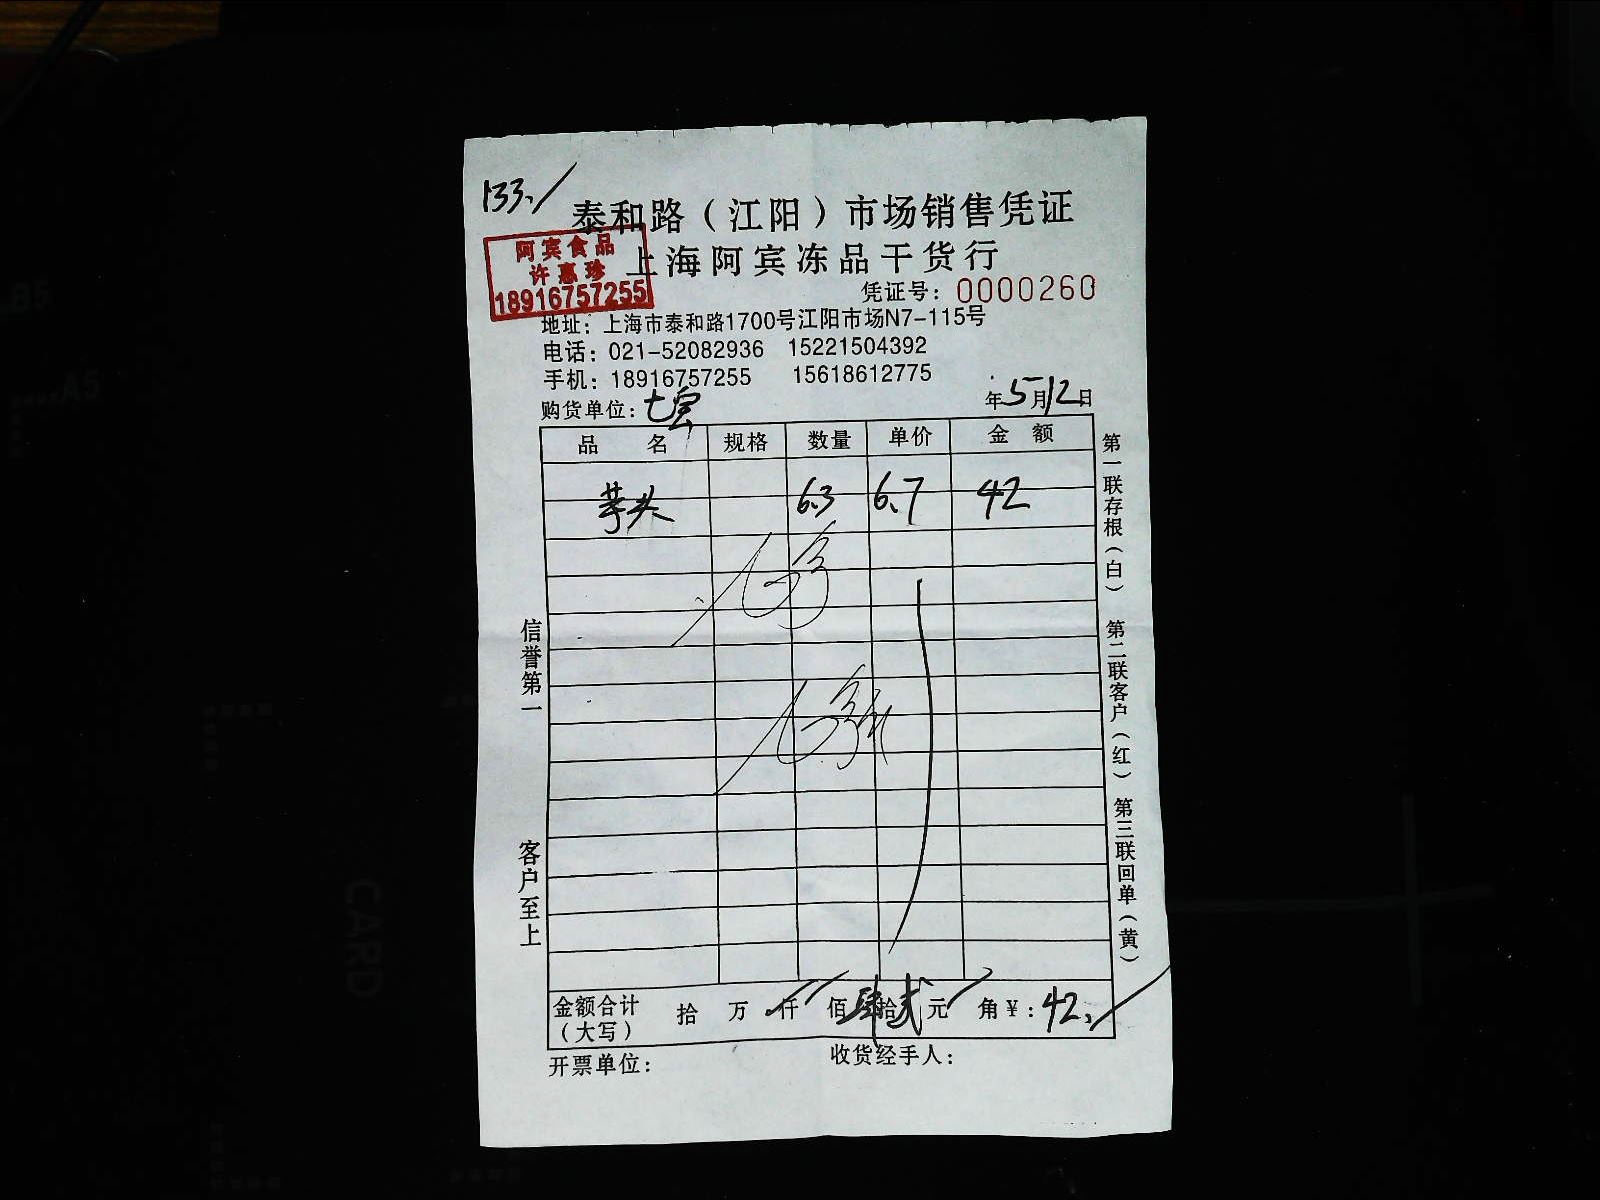 133.
泰和路（江阳）市场销售凭证
上海阿宾冻品干货行
阿宾食品
许惠珍
18916757255
凭证号：0000260
地址：上海市泰和路1700号江阳市场N7-115号
电话：021-52082936 15221504392
手机：18916757255 15618612775
购货单位：七宝 年5月12日
品名 规格 数量 单价 金额
芋头 6.3 6.7 42
信誉第一
客户至上
第一联存根（白） 第二联客户（红） 第三联回单（黄）
金额合计（大写） 拾 万 仟 佰 肆拾 贰元 角 ¥：42.
开票单位： 收货经手人：
CARD
B5
A5